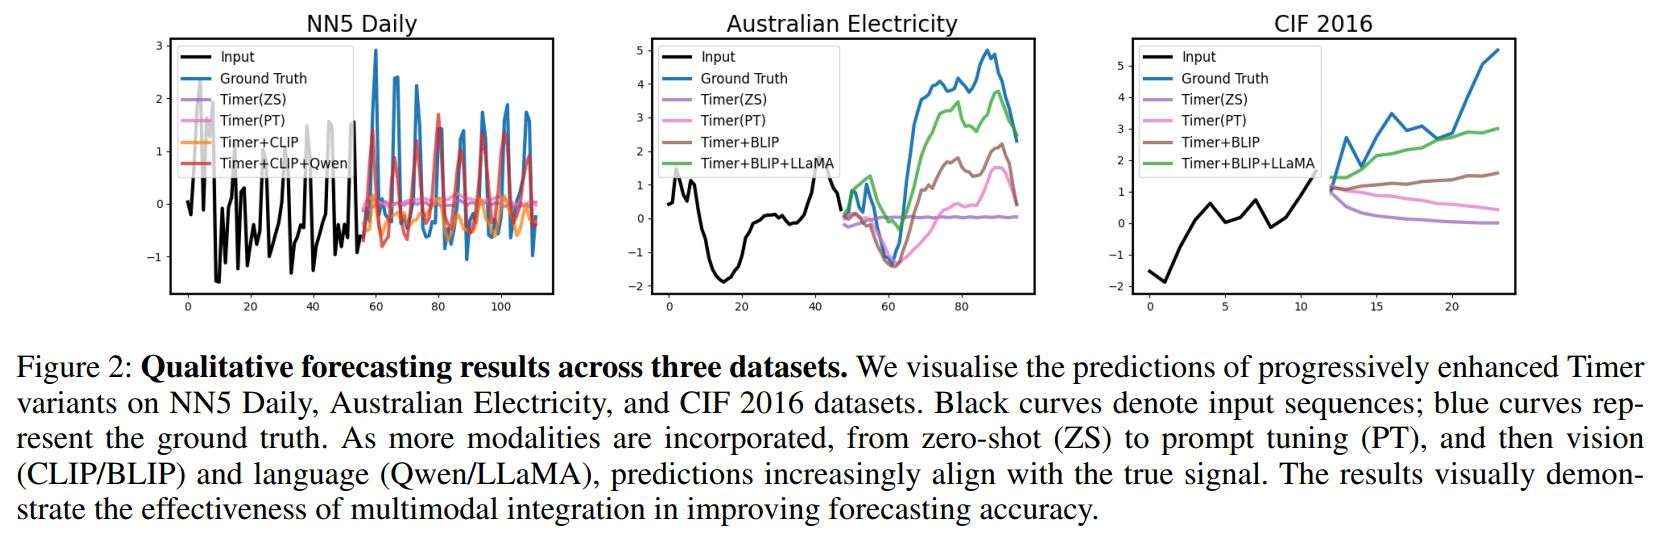 NN5 Daily
3
2
1
0
−1
0
20
40
60
80
100
Input
Ground Truth
Timer(ZS)
Timer(PT)
Timer+CLIP
Timer+CLIP+Qwen
Australian Electricity
5
4
3
2
1
0
−1
−2
0
20
40
60
80
Input
Ground Truth
Timer(ZS)
Timer(PT)
Timer+BLIP
Timer+BLIP+LLaMA
CIF 2016
5
4
3
2
1
0
−1
−2
0
5
10
15
20
Input
Ground Truth
Timer(ZS)
Timer(PT)
Timer+BLIP
Timer+BLIP+LLaMA
Figure 2: Qualitative forecasting results across three datasets. We visualise the predictions of progressively enhanced Timer
variants on NN5 Daily, Australian Electricity, and CIF 2016 datasets. Black curves denote input sequences; blue curves rep-
resent the ground truth. As more modalities are incorporated, from zero-shot (ZS) to prompt tuning (PT), and then vision
(CLIP/BLIP) and language (Qwen/LLaMA), predictions increasingly align with the true signal. The results visually demon-
strate the effectiveness of multimodal integration in improving forecasting accuracy.